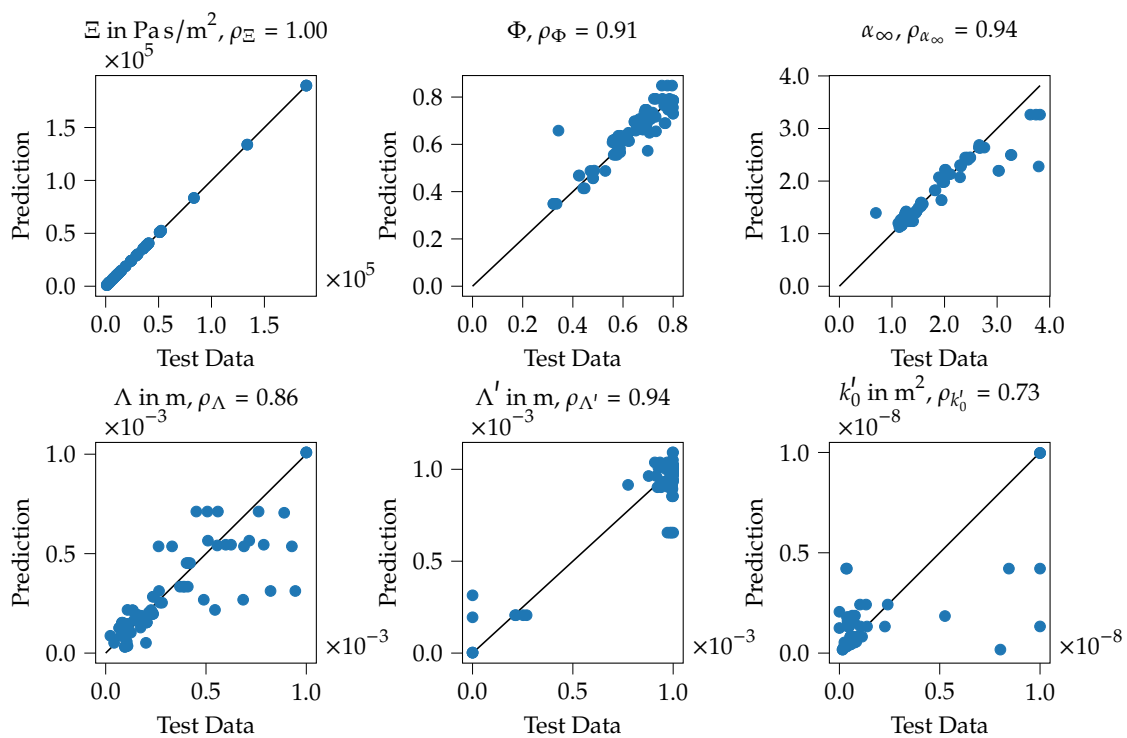 Ξ in Pa s/m², ρ_Ξ = 1.00
×10⁵
1.5
1.0
0.5
0.0
Prediction
0.0 0.5 1.0 1.5
×10⁵
Test Data
Φ, ρ_Φ = 0.91
0.8
0.6
0.4
0.2
0.0
Prediction
0.0 0.2 0.4 0.6 0.8
Test Data
α∞, ρ_α∞ = 0.94
4.0
3.0
2.0
1.0
0.0
Prediction
0.0 1.0 2.0 3.0 4.0
Test Data
Λ in m, ρ_Λ = 0.86
×10⁻³
1.0
0.5
0.0
Prediction
0.0 0.5 1.0
×10⁻³
Test Data
Λ′ in m, ρ_Λ′ = 0.94
×10⁻³
1.0
0.5
0.0
Prediction
0.0 0.5 1.0
×10⁻³
Test Data
k′₀ in m², ρ_k′₀ = 0.73
×10⁻⁸
1.0
0.5
0.0
Prediction
0.0 0.5 1.0
×10⁻⁸
Test Data